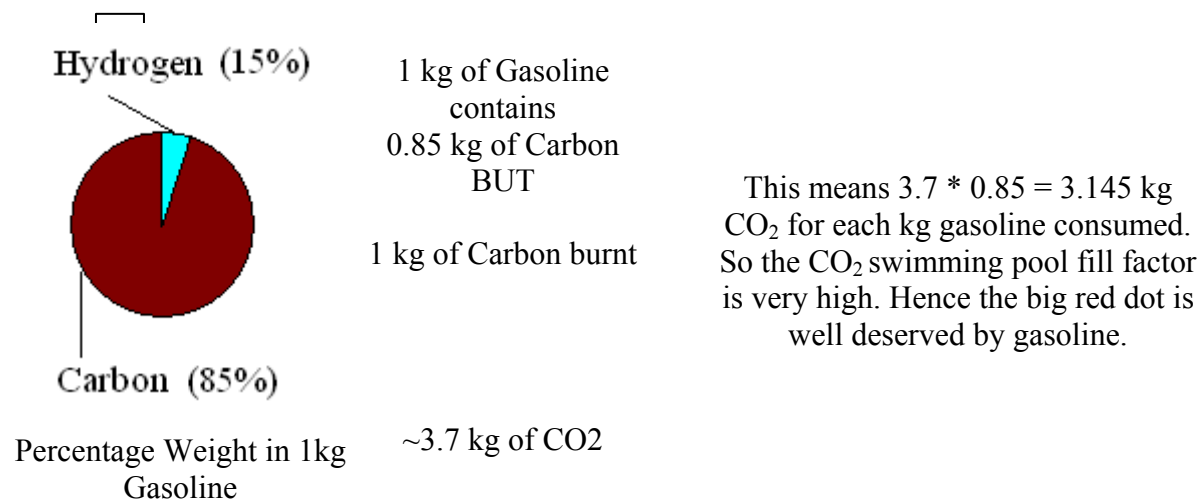 Hydrogen (15%)
Carbon (85%)
Percentage Weight in 1kg
Gasoline
1 kg of Gasoline
contains
0.85 kg of Carbon
BUT
1 kg of Carbon burnt
~3.7 kg of CO2
This means 3.7 * 0.85 = 3.145 kg
CO₂ for each kg gasoline consumed.
So the CO₂ swimming pool fill factor
is very high. Hence the big red dot is
well deserved by gasoline.